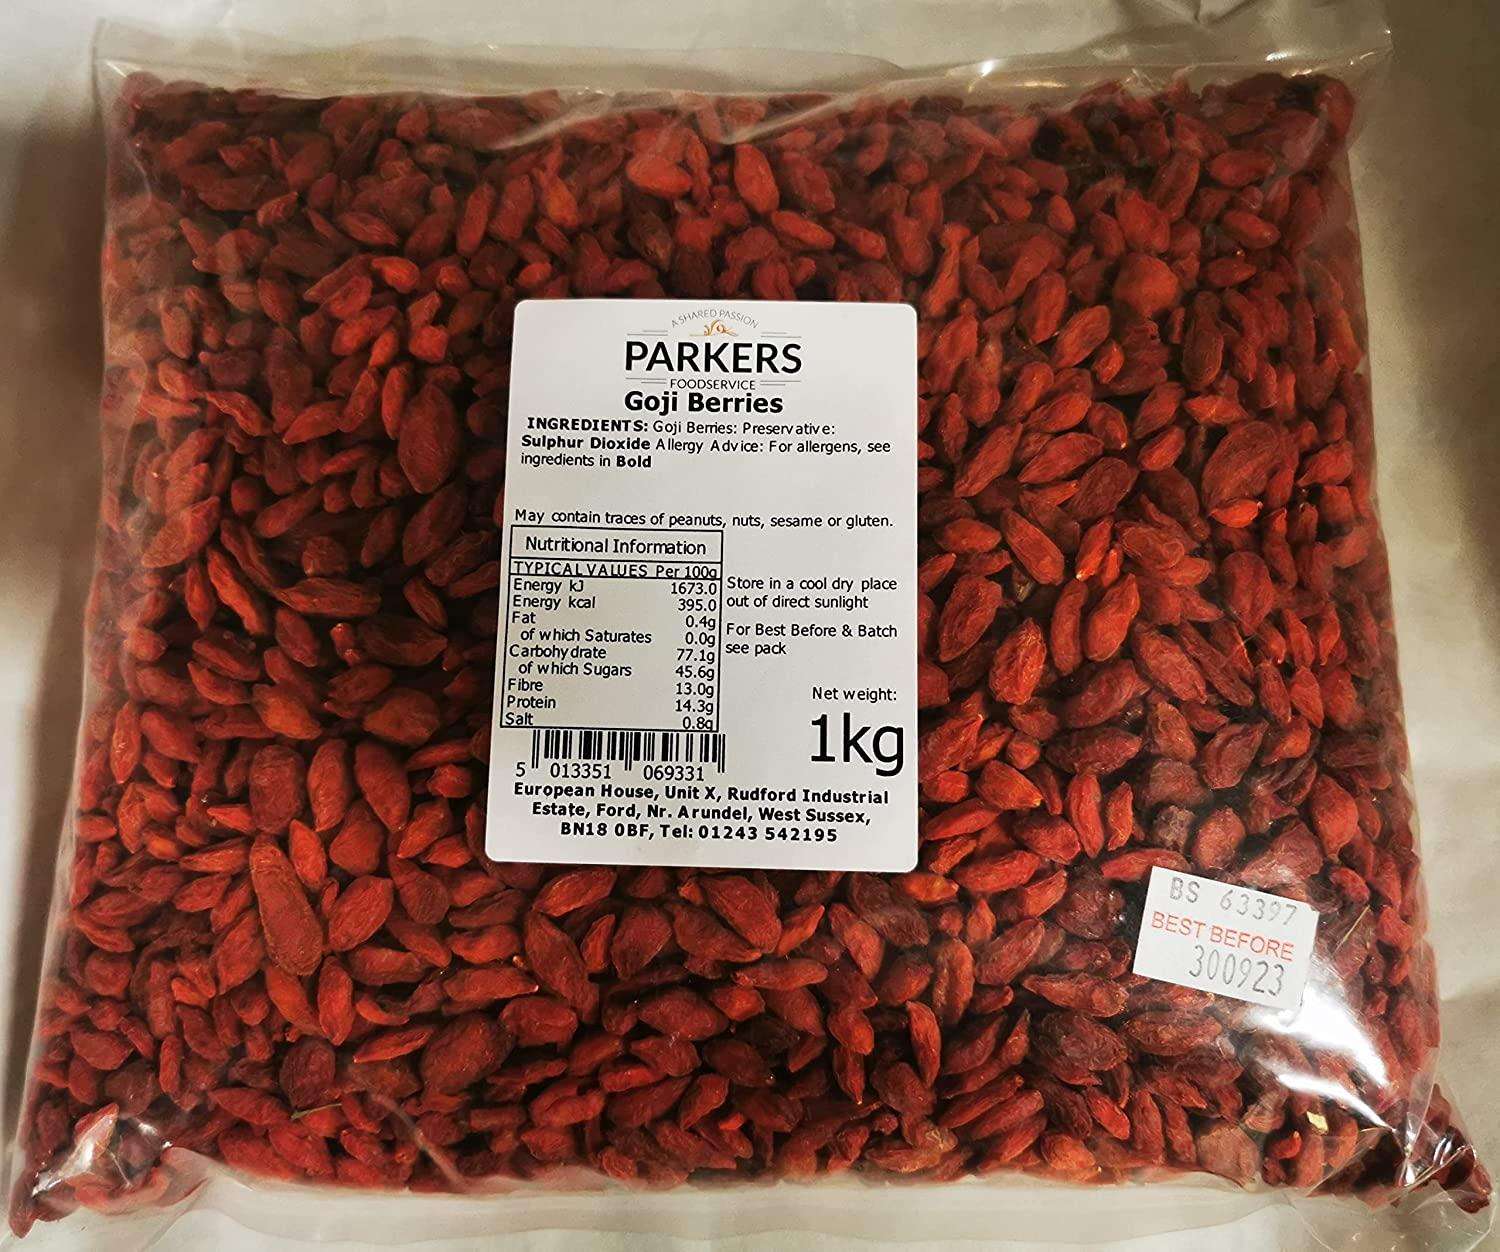 A SHARED PASSION
PARKERS
FOODSERVICE
Goji Berries
INGREDIENTS: Goji Berries: Preservative:
Sulphur Dioxide Allergy Advice: For allergens, see
ingredients in Bold
May contain traces of peanuts, nuts, sesame or gluten.
Nutritional Information
TYPICAL VALUES Per 100g
Energy kJ 1673.0
Energy kcal 395.0
Fat 0.4g
of which Saturates 0.0g
Carbohydrate 77.1g
of which Sugars 45.6g
Fibre 13.0g
Protein 14.3g
Salt 0.8g
Store in a cool dry place
out of direct sunlight
For Best Before & Batch
see pack
Net weight:
1kg
5 013351 069331
European House, Unit X, Rudford Industrial
Estate, Ford, Nr. Arundel, West Sussex,
BN18 0BF, Tel: 01243 542195
BS 63397
BEST BEFORE
300923